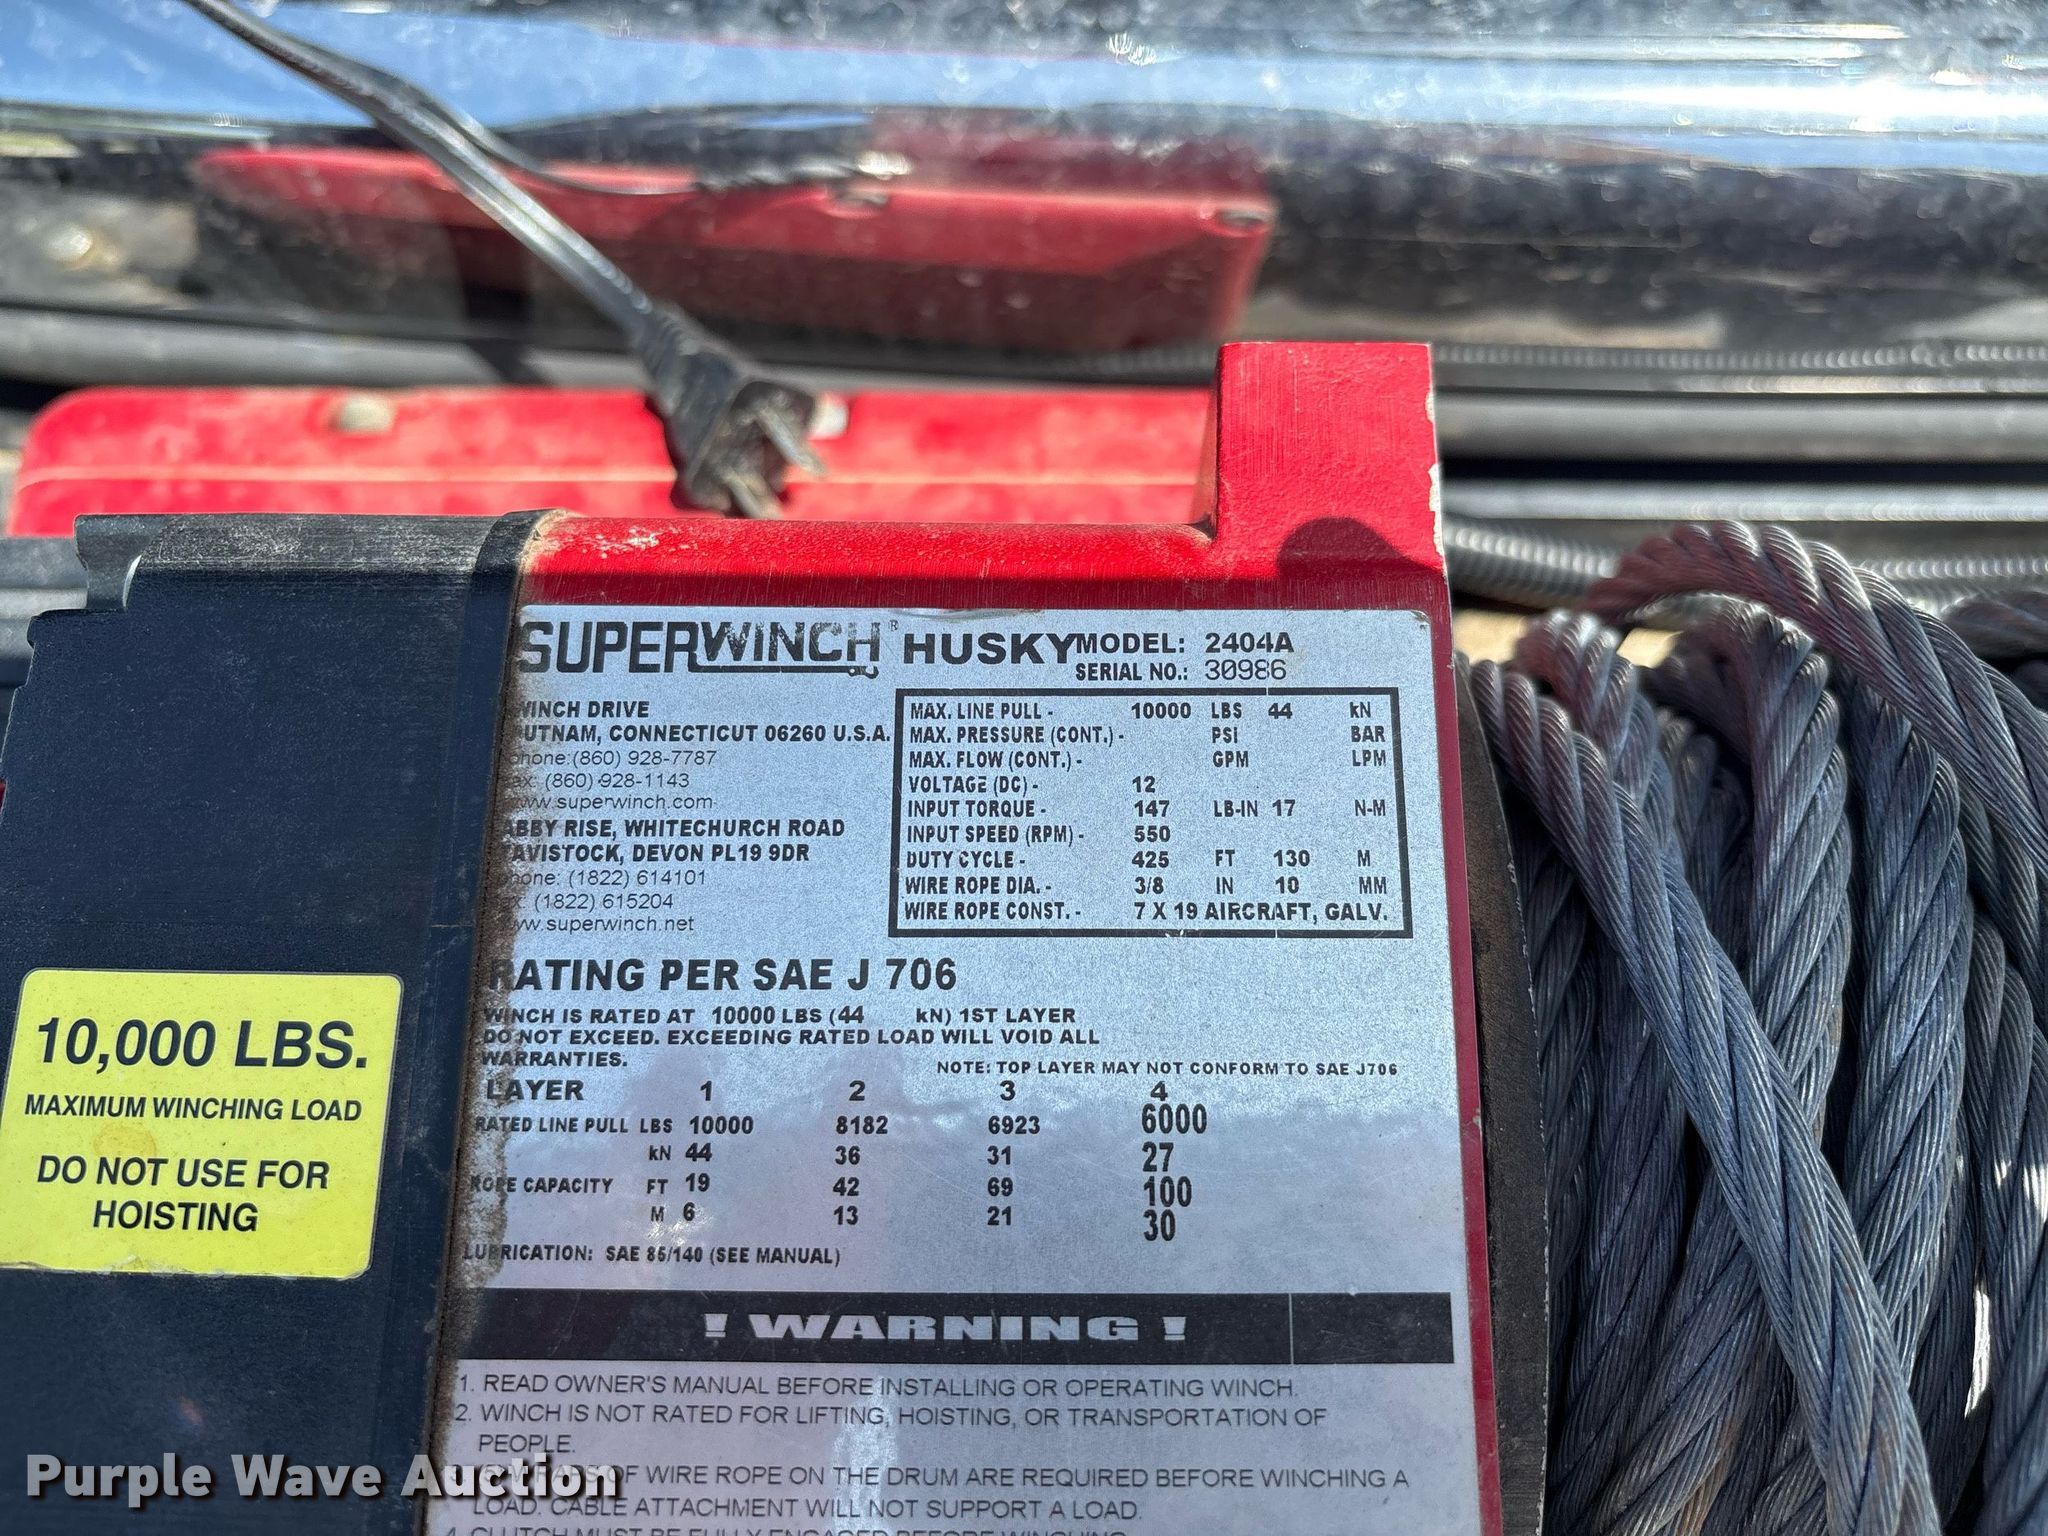 SUPERWINCH® HUSKY MODEL: 2404A
SERIAL NO.: 30986
WINCH DRIVE
PUTNAM, CONNECTICUT 06260 U.S.A.
phone:(860) 928-7787
fax: (860) 928-1143
www.superwinch.com
ABBY RISE, WHITECHURCH ROAD
TAVISTOCK, DEVON PL19 9DR
phone: (1822) 614101
fax: (1822) 615204
www.superwinch.net
MAX. LINE PULL - 10000 LBS 44 kN
MAX. PRESSURE (CONT.) - PSI BAR
MAX. FLOW (CONT.) - GPM LPM
VOLTAGE (DC) - 12
INPUT TORQUE - 147 LB-IN 17 N-M
INPUT SPEED (RPM) - 550
DUTY CYCLE - 425 FT 130 M
WIRE ROPE DIA. - 3/8 IN 10 MM
WIRE ROPE CONST. - 7 X 19 AIRCRAFT, GALV.
RATING PER SAE J 706
WINCH IS RATED AT 10000 LBS (44 kN) 1ST LAYER
DO NOT EXCEED. EXCEEDING RATED LOAD WILL VOID ALL
WARRANTIES.
NOTE: TOP LAYER MAY NOT CONFORM TO SAE J706
LAYER 1 2 3 4
RATED LINE PULL LBS 10000 8182 6923 6000
kN 44 36 31 27
ROPE CAPACITY FT 19 42 69 100
M 6 13 21 30
LUBRICATION: SAE 85/140 (SEE MANUAL)
! WARNING !
1. READ OWNER'S MANUAL BEFORE INSTALLING OR OPERATING WINCH.
2. WINCH IS NOT RATED FOR LIFTING, HOISTING, OR TRANSPORTATION OF
PEOPLE.
OF WIRE ROPE ON THE DRUM ARE REQUIRED BEFORE WINCHING A
LOAD. CABLE ATTACHMENT WILL NOT SUPPORT A LOAD.
4. CLUTCH MUST BE FULLY ENGAGED BEFORE WINCHING.
10,000 LBS.
MAXIMUM WINCHING LOAD
DO NOT USE FOR
HOISTING
Purple Wave Auction